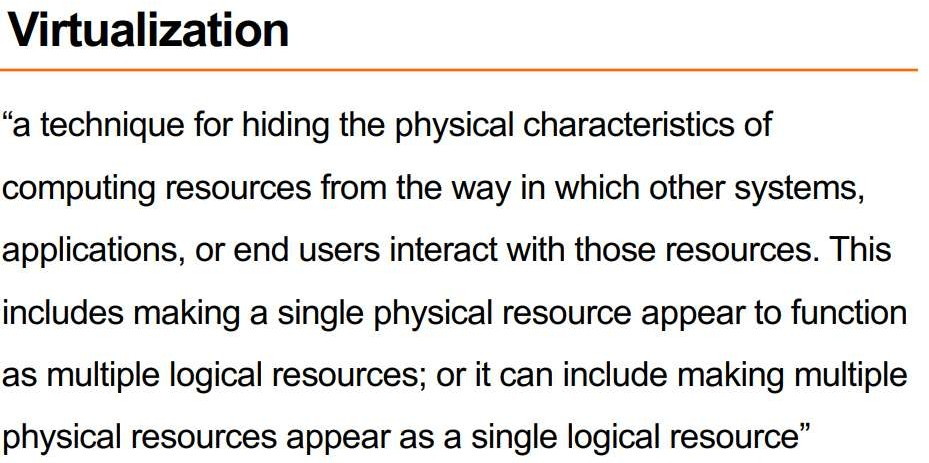 Virtualization
“a technique for hiding the physical characteristics of
computing resources from the way in which other systems,
applications, or end users interact with those resources. This
includes making a single physical resource appear to function
as multiple logical resources; or it can include making multiple
physical resources appear as a single logical resource”